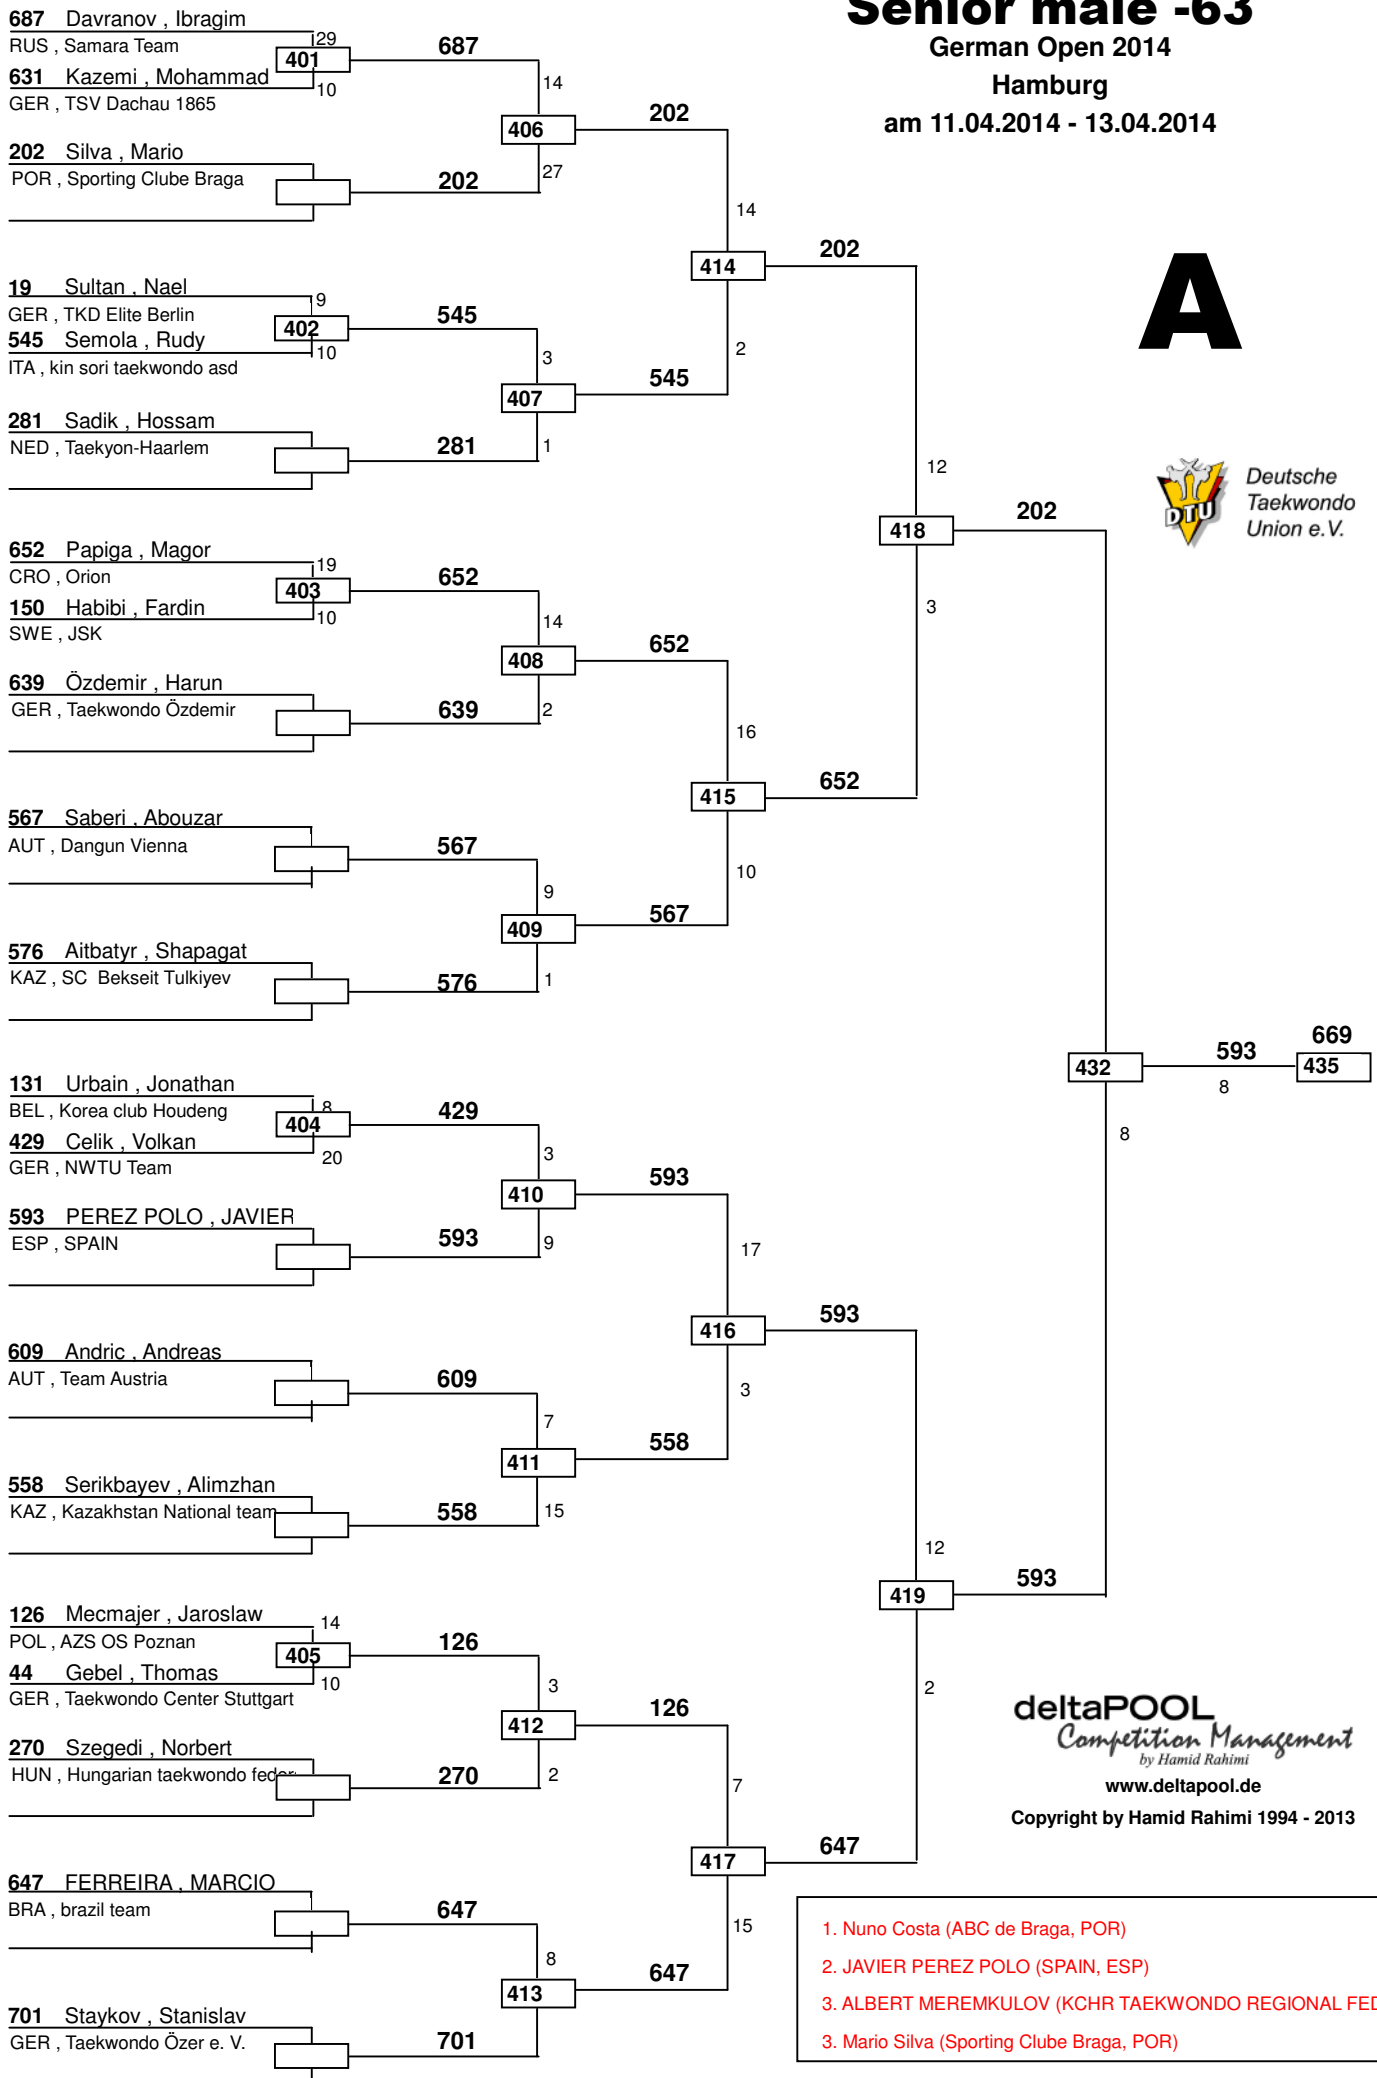 Senior male -63
German Open 2014
Hamburg
am 11.04.2014 - 13.04.2014
A
Deutsche
Taekwondo
Union e.V.
DTU
687 Davranov , Ibragim
RUS , Samara Team
29
401
687
631 Kazemi , Mohammad
10
GER , TSV Dachau 1865
14
406
202
202 Silva , Mario
POR , Sporting Clube Braga
202
27
14
414
202
19 Sultan , Nael
9
GER , TKD Elite Berlin
402
545
545 Semola , Rudy
10
ITA , kin sori taekwondo asd
3
2
407
545
281 Sadik , Hossam
NED , Taekyon-Haarlem
281
1
12
418
202
652 Papiga , Magor
19
CRO , Orion
403
652
150 Habibi , Fardin
10
SWE , JSK
14
3
408
652
639 Özdemir , Harun
GER , Taekwondo Özdemir
639
2
16
415
652
567 Saberi , Abouzar
AUT , Dangun Vienna
567
9
10
409
567
576 Aitbatyr , Shapagat
KAZ , SC Bekseit Tulkiyev
576
1
432
593
8
669
435
131 Urbain , Jonathan
BEL , Korea club Houdeng
8
404
429
8
429 Celik , Volkan
20
GER , NWTU Team
3
410
593
593 PEREZ POLO , JAVIER
ESP , SPAIN
593
9
17
416
593
609 Andric , Andreas
AUT , Team Austria
609
3
7
411
558
558 Serikbayev , Alimzhan
KAZ , Kazakhstan National team
558
15
12
419
593
126 Mecmajer , Jaroslaw
14
POL , AZS OS Poznan
405
126
44 Gebel , Thomas
10
GER , Taekwondo Center Stuttgart
3
2
412
126
270 Szegedi , Norbert
HUN , Hungarian taekwondo feder
270
2
7
417
647
647 FERREIRA , MARCIO
BRA , brazil team
647
15
8
413
647
701 Staykov , Stanislav
GER , Taekwondo Özer e. V.
701
deltaPOOL
Competition Management
by Hamid Rahimi
www.deltapool.de
Copyright by Hamid Rahimi 1994 - 2013
1. Nuno Costa (ABC de Braga, POR)
2. JAVIER PEREZ POLO (SPAIN, ESP)
3. ALBERT MEREMKULOV (KCHR TAEKWONDO REGIONAL FED
3. Mario Silva (Sporting Clube Braga, POR)